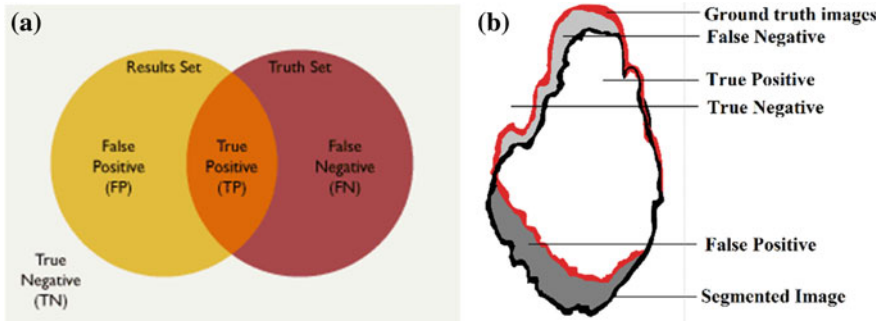 (a)
Results Set
Truth Set
False
Positive
(FP)
True
Positive
(TP)
False
Negative
(FN)
True
Negative
(TN)
(b)
Ground truth images
False Negative
True Positive
True Negative
False Positive
Segmented Image